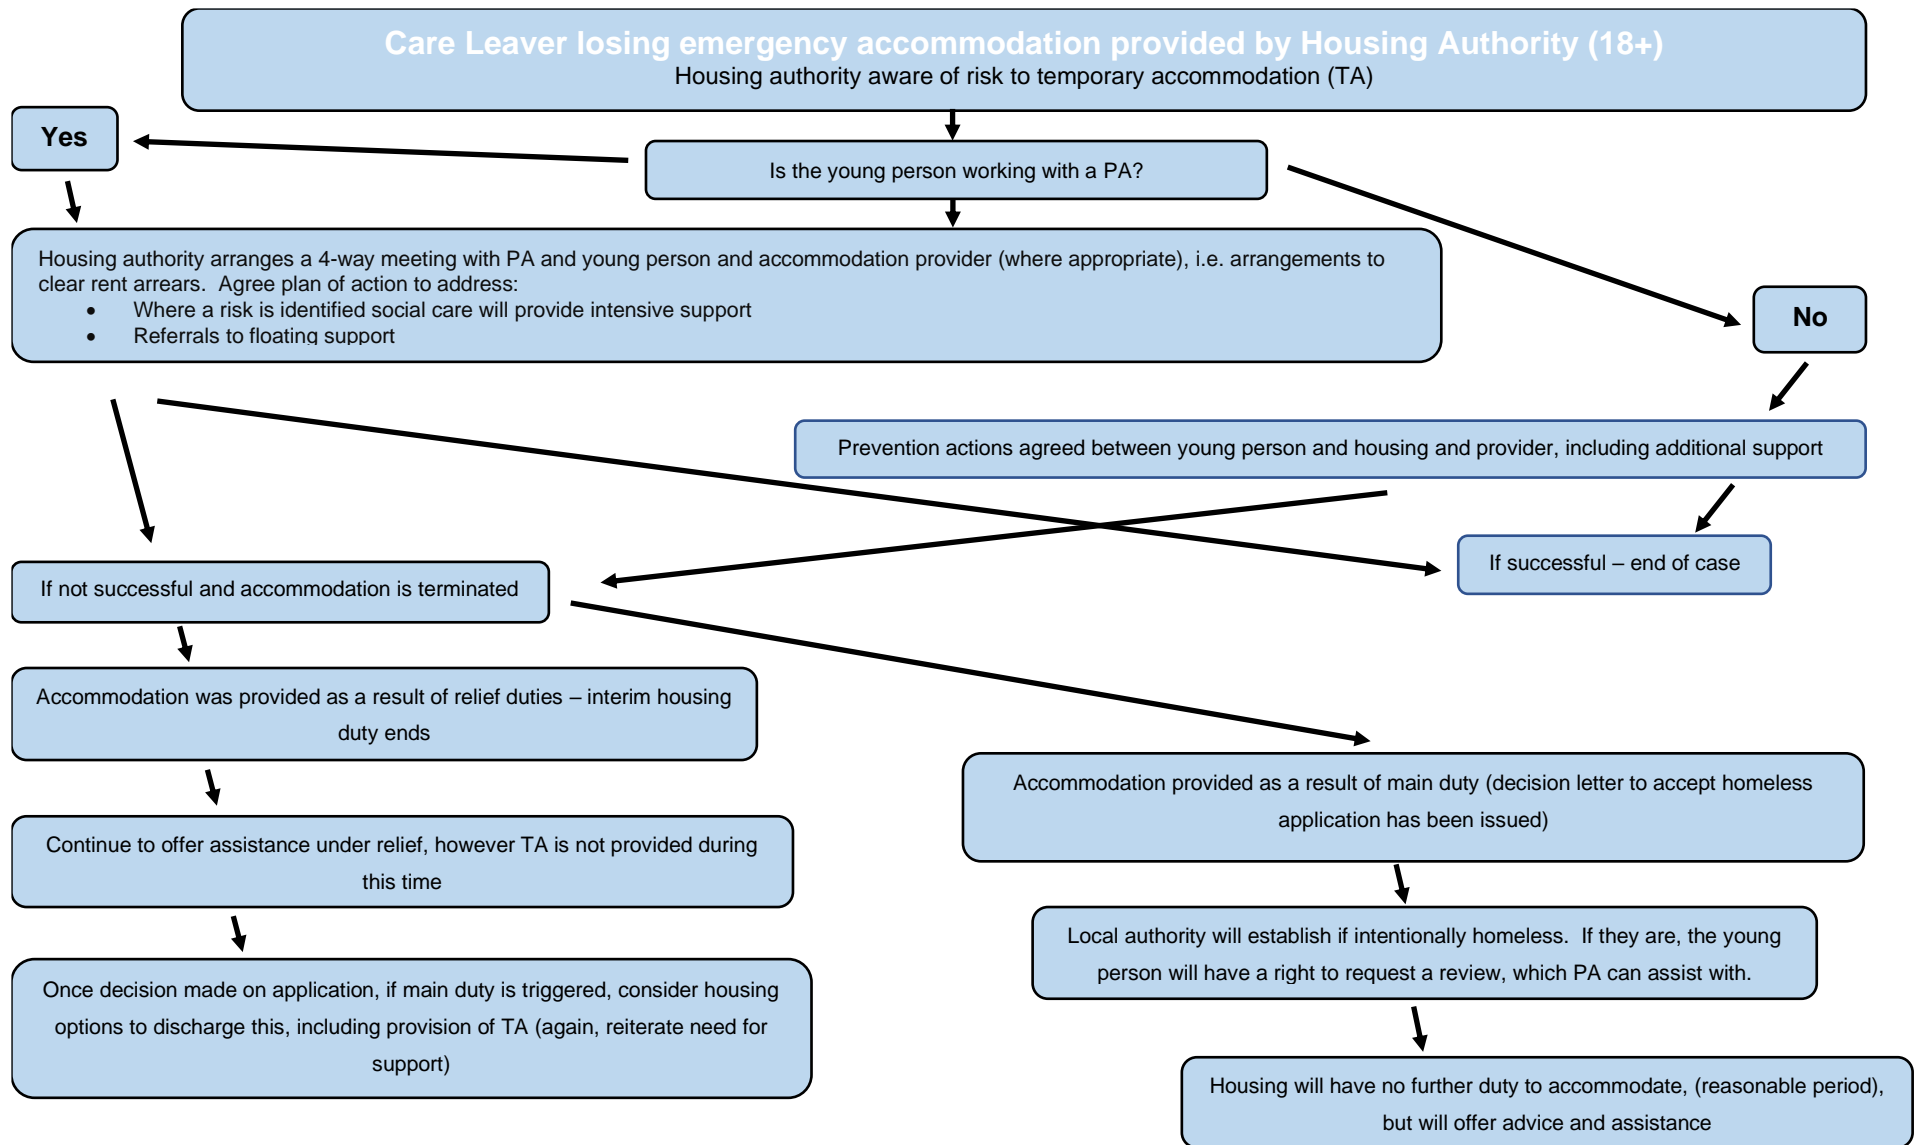 Care Leaver losing emergency accommodation provided by Housing Authority (18+)
Housing authority aware of risk to temporary accommodation (TA)
Yes
Is the young person working with a PA?
Housing authority arranges a 4-way meeting with PA and young person and accommodation provider (where appropriate), i.e. arrangements to
clear rent arrears.  Agree plan of action to address:
• Where a risk is identified social care will provide intensive support
• Referrals to floating support
No
Prevention actions agreed between young person and housing and provider, including additional support
If successful – end of case
If not successful and accommodation is terminated
Accommodation was provided as a result of relief duties – interim housing
duty ends
Continue to offer assistance under relief, however TA is not provided during
this time
Once decision made on application, if main duty is triggered, consider housing
options to discharge this, including provision of TA (again, reiterate need for
support)
Accommodation provided as a result of main duty (decision letter to accept homeless
application has been issued)
Local authority will establish if intentionally homeless.  If they are, the young
person will have a right to request a review, which PA can assist with.
Housing will have no further duty to accommodate, (reasonable period),
but will offer advice and assistance